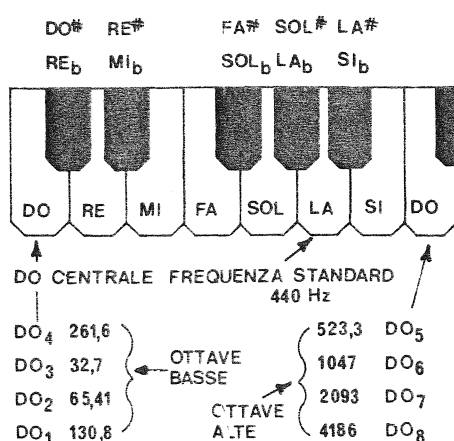 DO# RE# FA# SOL# LA#
REb MIb SOLb LAb SIb
DO RE MI FA SOL LA SI DO
DO CENTRALE FREQUENZA STANDARD
440 Hz
DO4 261,6 523,3 DO5
DO3 32,7 OTTAVE 1047 DO6
BASSE
DO2 65,41 OTTAVE 2093 DO7
DO1 130,8 ALTE 4186 DO8